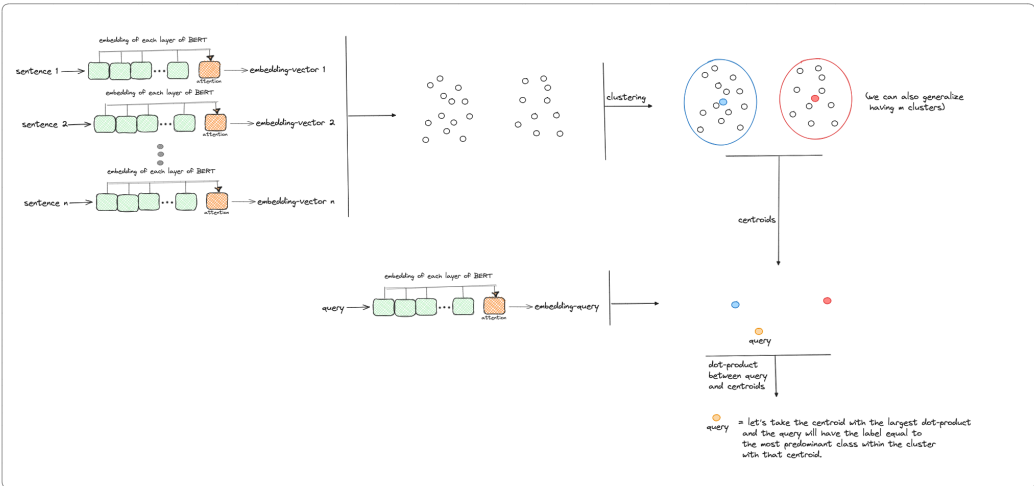 embedding of each layer of BERT
sentence 1
embedding-vector 1
attention
embedding of each layer of BERT
sentence 2
embedding-vector 2
attention
embedding of each layer of BERT
sentence n
embedding-vector n
attention
clustering
(we can also generalize
having m clusters)
centroids
embedding of each layer of BERT
query
embedding-query
attention
query
dot-product
between query
and centroids
query
= let's take the centroid with the largest dot-product
and the query will have the label equal to
the most predominant class within the cluster
with that centroid.